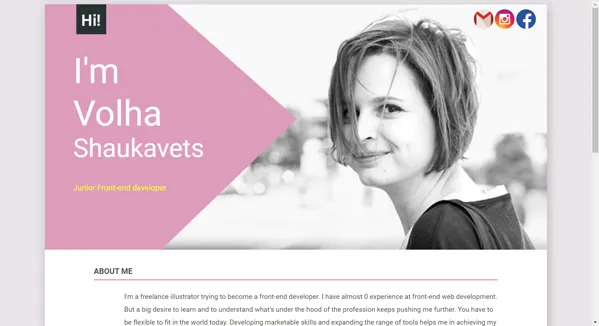 Hi!
I'm
Volha
Shaukavets
Junior Front-end developer
ABOUT ME
I'm a freelance illustrator trying to become a front-end developer. I have almost 0 experience at front-end web development.
But a big desire to learn and to understand what's under the hood of the profession keeps pushing me further. You have to
be flexible to fit in the world today. Developing marketable skills and expanding the range of tools helps me in achieving my